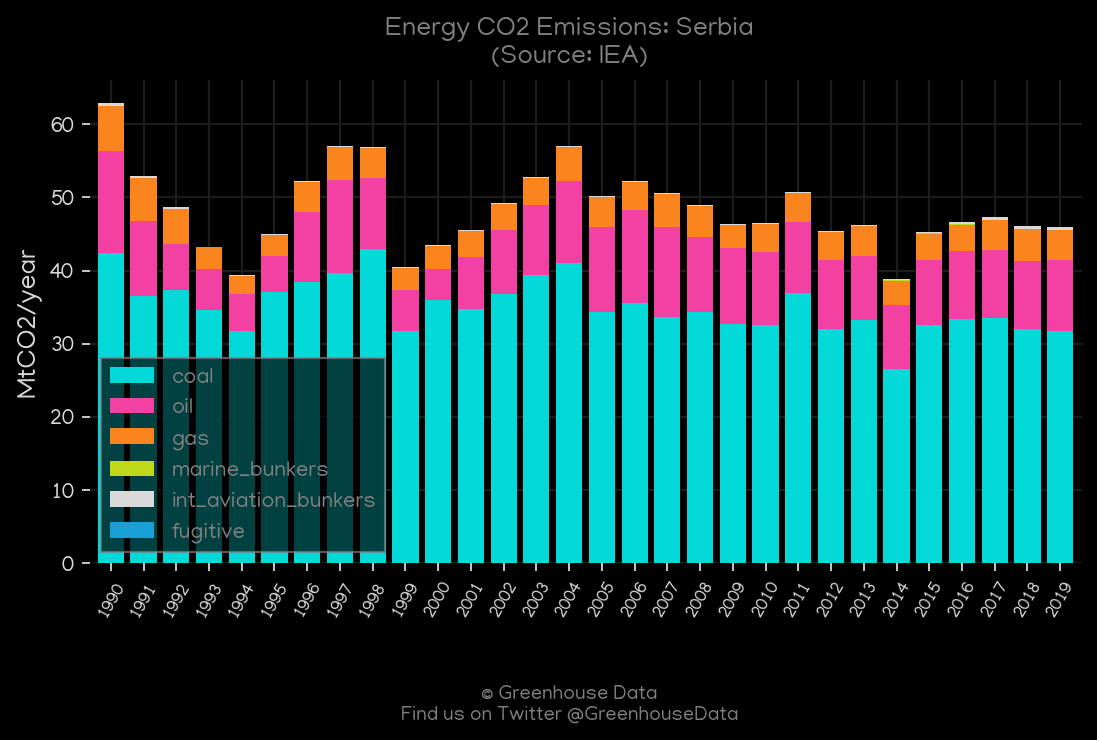 Energy CO2 Emissions: Serbia
(Source: IEA)
MtCO2/year
60
50
40
30
20
10
0
coal
oil
gas
marine_bunkers
int_aviation_bunkers
fugitive
1990 1991 1992 1993 1994 1995 1996 1997 1998 1999 2000 2001 2002 2003 2004 2005 2006 2007 2008 2009 2010 2011 2012 2013 2014 2015 2016 2017 2018 2019
© Greenhouse Data
Find us on Twitter @GreenhouseData